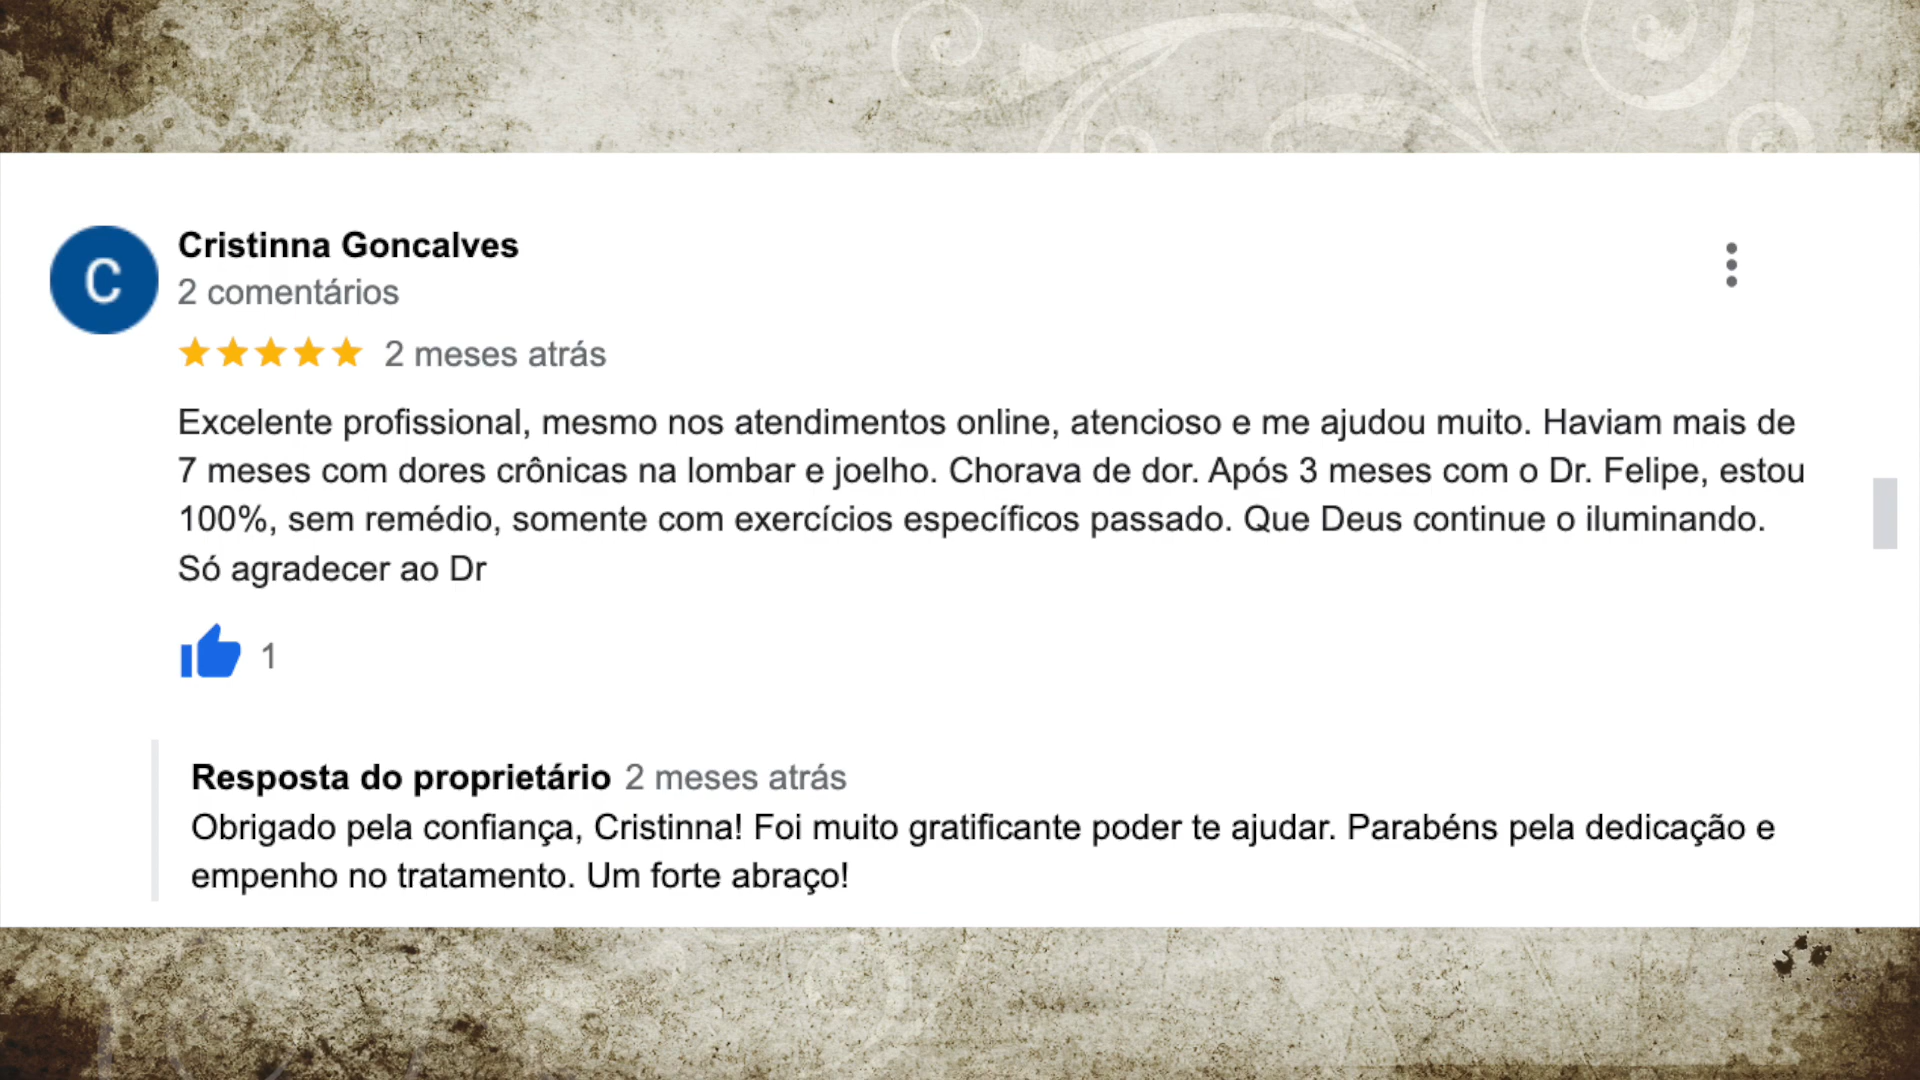 C
Cristinna Goncalves
2 comentários
2 meses atrás
Excelente profissional, mesmo nos atendimentos online, atencioso e me ajudou muito. Haviam mais de
7 meses com dores crônicas na lombar e joelho. Chorava de dor. Após 3 meses com o Dr. Felipe, estou
100%, sem remédio, somente com exercícios específicos passado. Que Deus continue o iluminando.
Só agradecer ao Dr
1
Resposta do proprietário 2 meses atrás
Obrigado pela confiança, Cristinna! Foi muito gratificante poder te ajudar. Parabéns pela dedicação e
empenho no tratamento. Um forte abraço!